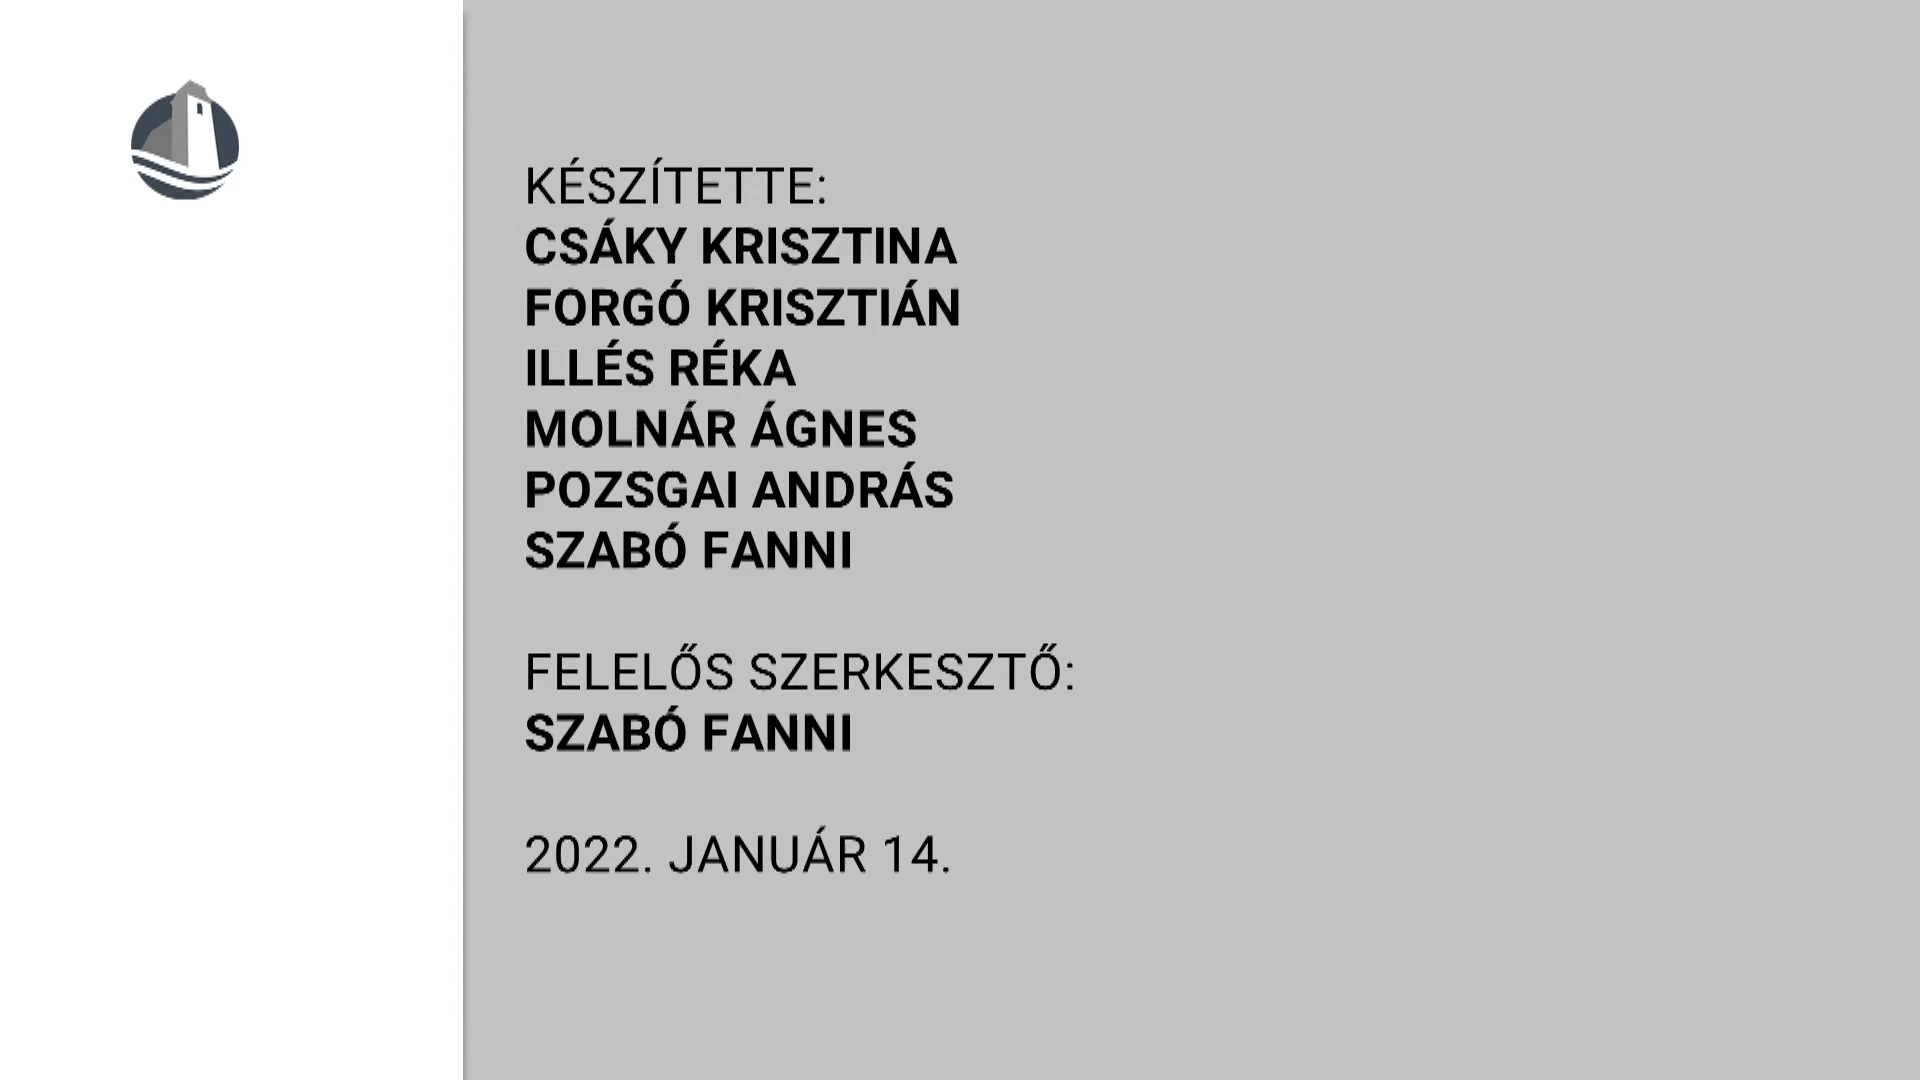 KÉSZÍTETTE:
CSÁKY KRISZTINA
FORGÓ KRISZTIÁN
ILLÉS RÉKA
MOLNÁR ÁGNES
POZSGAI ANDRÁS
SZABÓ FANNI
FELELŐS SZERKESZTŐ:
SZABÓ FANNI
2022. JANUÁR 14.